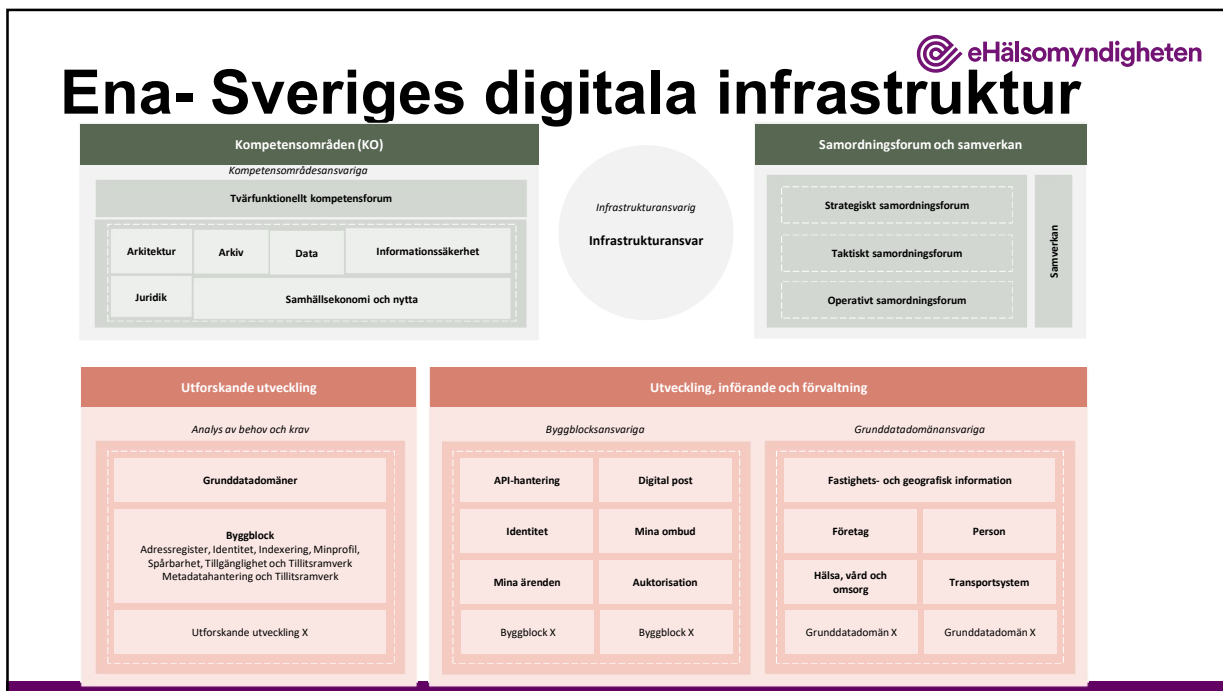 eHälsomyndigheten
Ena- Sveriges digitala infrastruktur
Kompetensområden (KO)
Kompetensområdesansvariga
Tvärfunktionellt kompetensforum
Arkitektur
Arkiv
Data
Informationssäkerhet
Juridik
Samhällsekonomi och nytta
Infrastrukturansvarig
Infrastrukturansvar
Samordningsforum och samverkan
Strategiskt samordningsforum
Taktiskt samordningsforum
Operativt samordningsforum
Samverkan
Utforskande utveckling
Analys av behov och krav
Grunddatadomäner
Byggblock
Adressregister, Identitet, Indexering, Minprofil,
Spårbarhet, Tillgänglighet och Tillitsramverk
Metadatahantering och Tillitsramverk
Utforskande utveckling X
Utveckling, införande och förvaltning
Byggblocksansvariga
API-hantering
Digital post
Identitet
Mina ombud
Mina ärenden
Auktorisation
Byggblock X
Byggblock X
Grunddatadomänansvariga
Fastighets- och geografisk information
Företag
Person
Hälsa, vård och
omsorg
Transportsystem
Grunddatadomän X
Grunddatadomän X